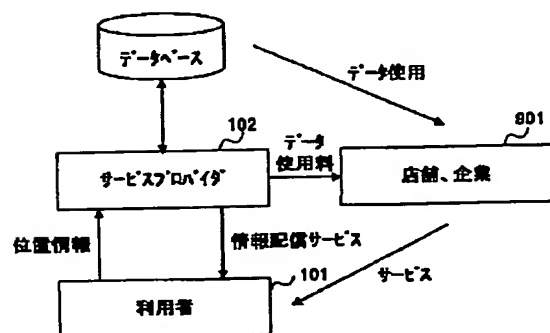 データベース
データ使用
102
801
サービスプロバイダ
データ
使用料
店舗、企業
位置情報
情報配信サービス
サービス
101
利用者